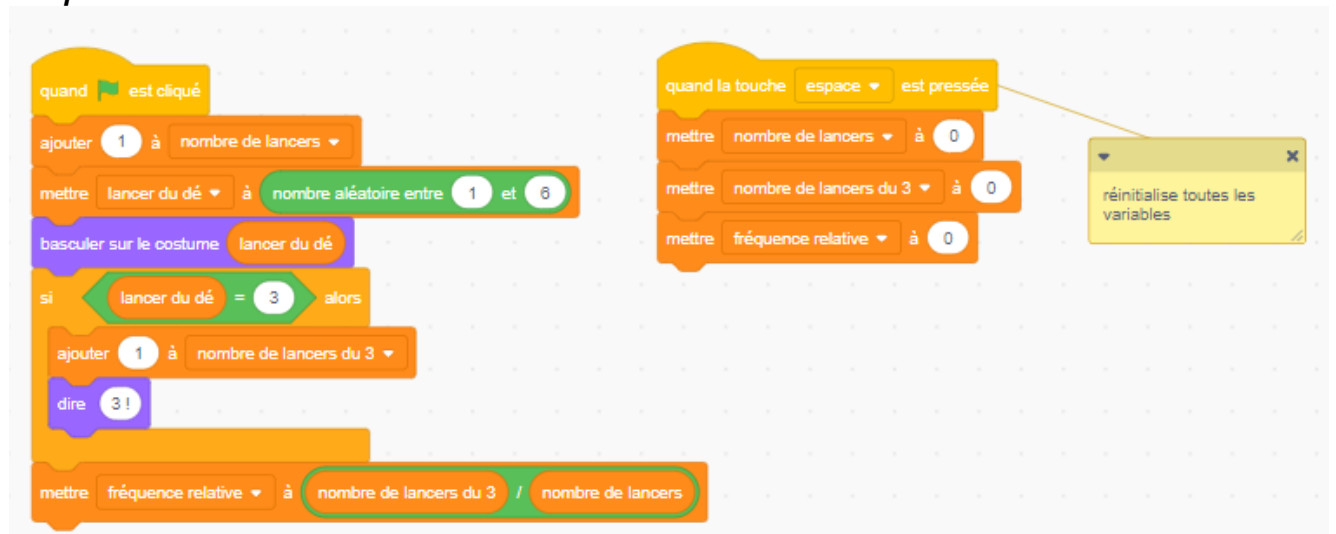 quand est cliqué
ajouter 1 à nombre de lancers
mettre lancer du dé à nombre aléatoire entre 1 et 6
basculer sur le costume lancer du dé
si lancer du dé = 3 alors
ajouter 1 à nombre de lancers du 3
dire 3 !
mettre fréquence relative à nombre de lancers du 3 / nombre de lancers
quand la touche espace est pressée
mettre nombre de lancers à 0
mettre nombre de lancers du 3 à 0
mettre fréquence relative à 0
réinitialise toutes les
variables